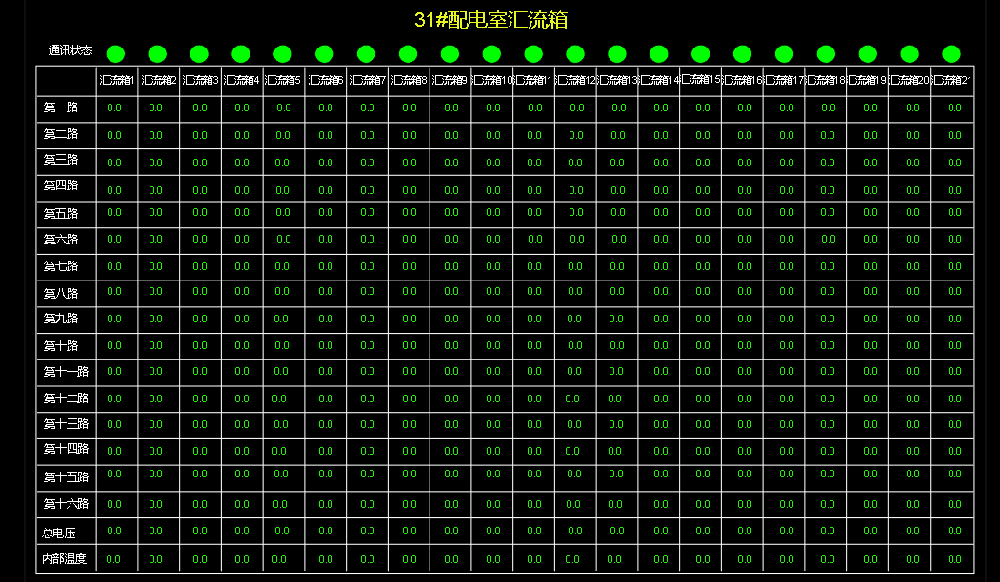 31#配电室汇流箱
通讯状态
汇流箱1 汇流箱2 汇流箱3 汇流箱4 汇流箱5 汇流箱6 汇流箱7 汇流箱8 汇流箱9 汇流箱10 汇流箱11 汇流箱12 汇流箱13 汇流箱14 汇流箱15 汇流箱16 汇流箱17 汇流箱18 汇流箱19 汇流箱20 汇流箱21
第一路 0.0 0.0 0.0 0.0 0.0 0.0 0.0 0.0 0.0 0.0 0.0 0.0 0.0 0.0 0.0 0.0 0.0 0.0 0.0 0.0 0.0
第二路 0.0 0.0 0.0 0.0 0.0 0.0 0.0 0.0 0.0 0.0 0.0 0.0 0.0 0.0 0.0 0.0 0.0 0.0 0.0 0.0 0.0
第三路 0.0 0.0 0.0 0.0 0.0 0.0 0.0 0.0 0.0 0.0 0.0 0.0 0.0 0.0 0.0 0.0 0.0 0.0 0.0 0.0 0.0
第四路 0.0 0.0 0.0 0.0 0.0 0.0 0.0 0.0 0.0 0.0 0.0 0.0 0.0 0.0 0.0 0.0 0.0 0.0 0.0 0.0 0.0
第五路 0.0 0.0 0.0 0.0 0.0 0.0 0.0 0.0 0.0 0.0 0.0 0.0 0.0 0.0 0.0 0.0 0.0 0.0 0.0 0.0 0.0
第六路 0.0 0.0 0.0 0.0 0.0 0.0 0.0 0.0 0.0 0.0 0.0 0.0 0.0 0.0 0.0 0.0 0.0 0.0 0.0 0.0 0.0
第七路 0.0 0.0 0.0 0.0 0.0 0.0 0.0 0.0 0.0 0.0 0.0 0.0 0.0 0.0 0.0 0.0 0.0 0.0 0.0 0.0 0.0
第八路 0.0 0.0 0.0 0.0 0.0 0.0 0.0 0.0 0.0 0.0 0.0 0.0 0.0 0.0 0.0 0.0 0.0 0.0 0.0 0.0 0.0
第九路 0.0 0.0 0.0 0.0 0.0 0.0 0.0 0.0 0.0 0.0 0.0 0.0 0.0 0.0 0.0 0.0 0.0 0.0 0.0 0.0 0.0
第十路 0.0 0.0 0.0 0.0 0.0 0.0 0.0 0.0 0.0 0.0 0.0 0.0 0.0 0.0 0.0 0.0 0.0 0.0 0.0 0.0 0.0
第十一路 0.0 0.0 0.0 0.0 0.0 0.0 0.0 0.0 0.0 0.0 0.0 0.0 0.0 0.0 0.0 0.0 0.0 0.0 0.0 0.0 0.0
第十二路 0.0 0.0 0.0 0.0 0.0 0.0 0.0 0.0 0.0 0.0 0.0 0.0 0.0 0.0 0.0 0.0 0.0 0.0 0.0 0.0 0.0
第十三路 0.0 0.0 0.0 0.0 0.0 0.0 0.0 0.0 0.0 0.0 0.0 0.0 0.0 0.0 0.0 0.0 0.0 0.0 0.0 0.0 0.0
第十四路 0.0 0.0 0.0 0.0 0.0 0.0 0.0 0.0 0.0 0.0 0.0 0.0 0.0 0.0 0.0 0.0 0.0 0.0 0.0 0.0 0.0
第十五路 0.0 0.0 0.0 0.0 0.0 0.0 0.0 0.0 0.0 0.0 0.0 0.0 0.0 0.0 0.0 0.0 0.0 0.0 0.0 0.0 0.0
第十六路 0.0 0.0 0.0 0.0 0.0 0.0 0.0 0.0 0.0 0.0 0.0 0.0 0.0 0.0 0.0 0.0 0.0 0.0 0.0 0.0 0.0
总电压 0.0 0.0 0.0 0.0 0.0 0.0 0.0 0.0 0.0 0.0 0.0 0.0 0.0 0.0 0.0 0.0 0.0 0.0 0.0 0.0 0.0
内部温度 0.0 0.0 0.0 0.0 0.0 0.0 0.0 0.0 0.0 0.0 0.0 0.0 0.0 0.0 0.0 0.0 0.0 0.0 0.0 0.0 0.0